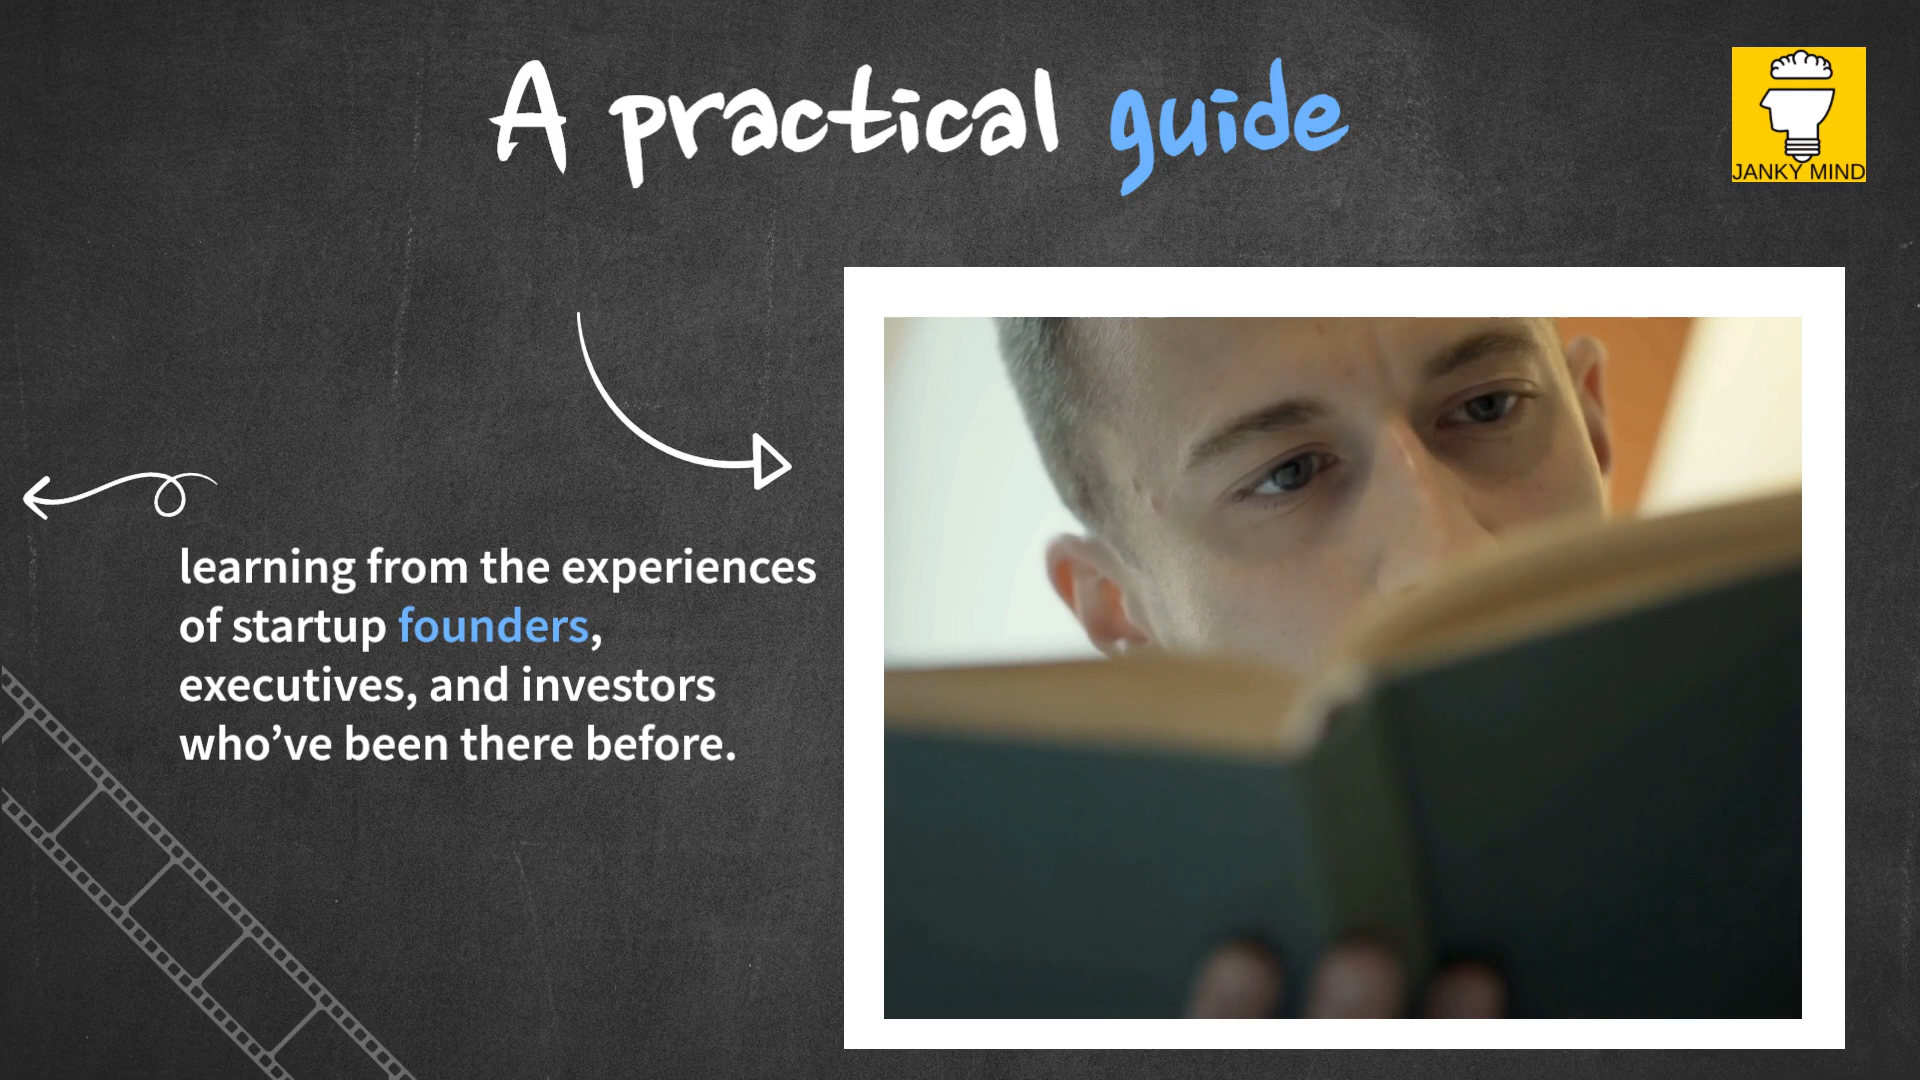 A practical guide
JANKY MIND
learning from the experiences
of startup founders,
executives, and investors
who’ve been there before.